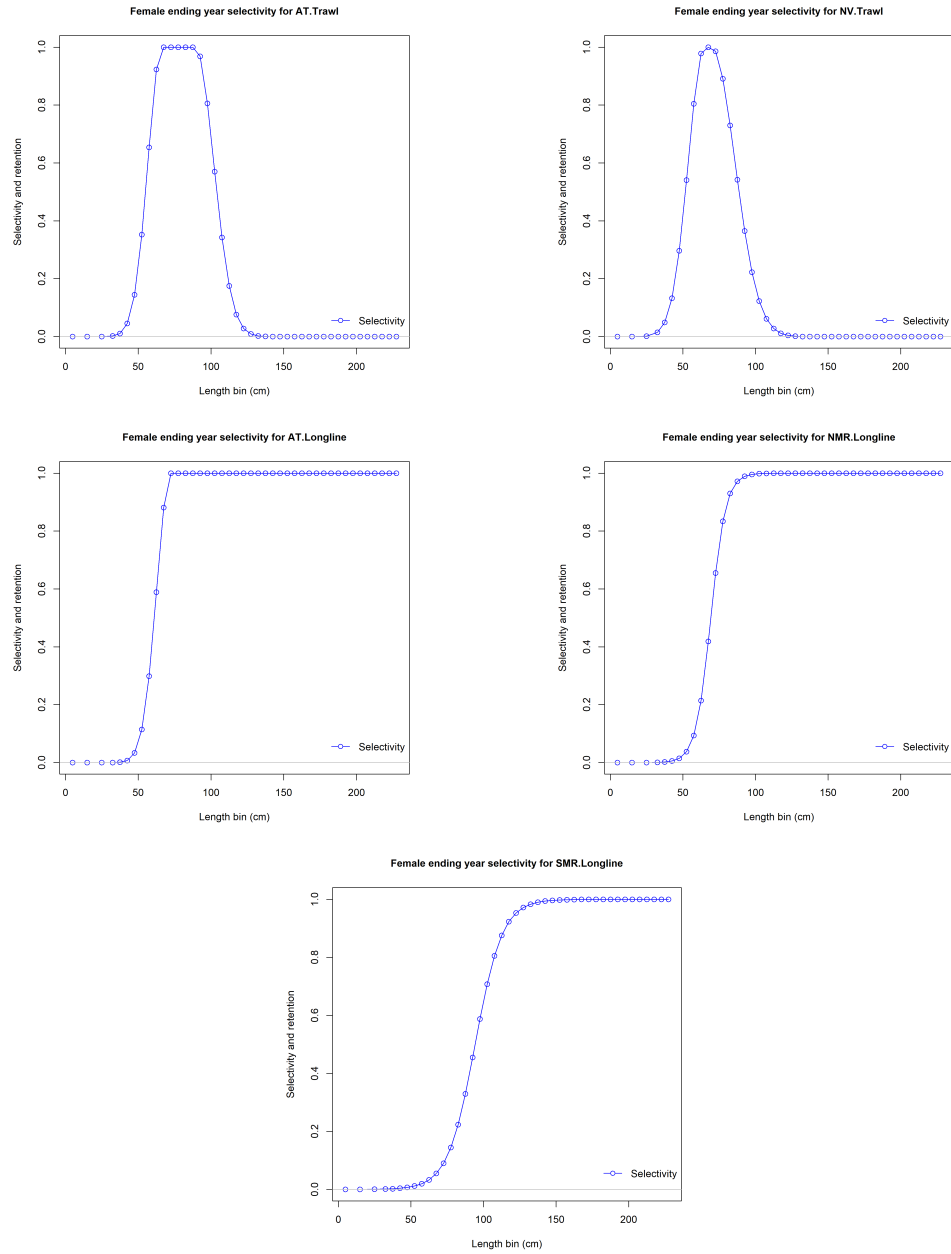 Female ending year selectivity for AT.Trawl
Selectivity and retention
1.0
0.8
0.6
0.4
0.2
0.0
Selectivity
0 50 100 150 200
Length bin (cm)
Female ending year selectivity for NV.Trawl
Selectivity and retention
1.0
0.8
0.6
0.4
0.2
0.0
Selectivity
0 50 100 150 200
Length bin (cm)
Female ending year selectivity for AT.Longline
Selectivity and retention
1.0
0.8
0.6
0.4
0.2
0.0
Selectivity
0 50 100 150 200
Length bin (cm)
Female ending year selectivity for NMR.Longline
Selectivity and retention
1.0
0.8
0.6
0.4
0.2
0.0
Selectivity
0 50 100 150 200
Length bin (cm)
Female ending year selectivity for SMR.Longline
Selectivity and retention
1.0
0.8
0.6
0.4
0.2
0.0
Selectivity
0 50 100 150 200
Length bin (cm)